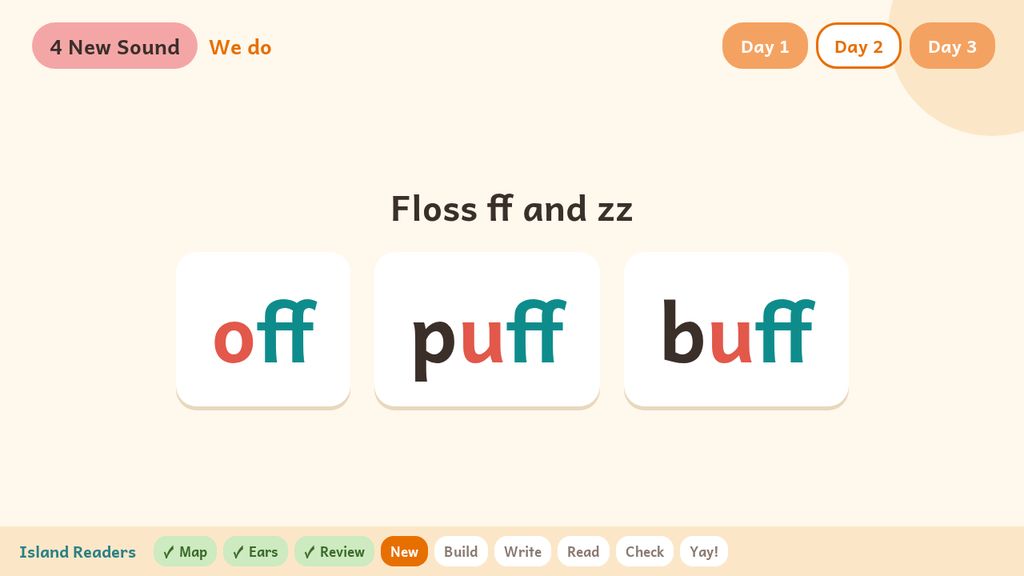 4 New Sound We do Day 1 Day 2 Day 3
Floss ff and zz
off puff buff
Island Readers ✓ Map ✓ Ears ✓ Review New Build Write Read Check Yay!